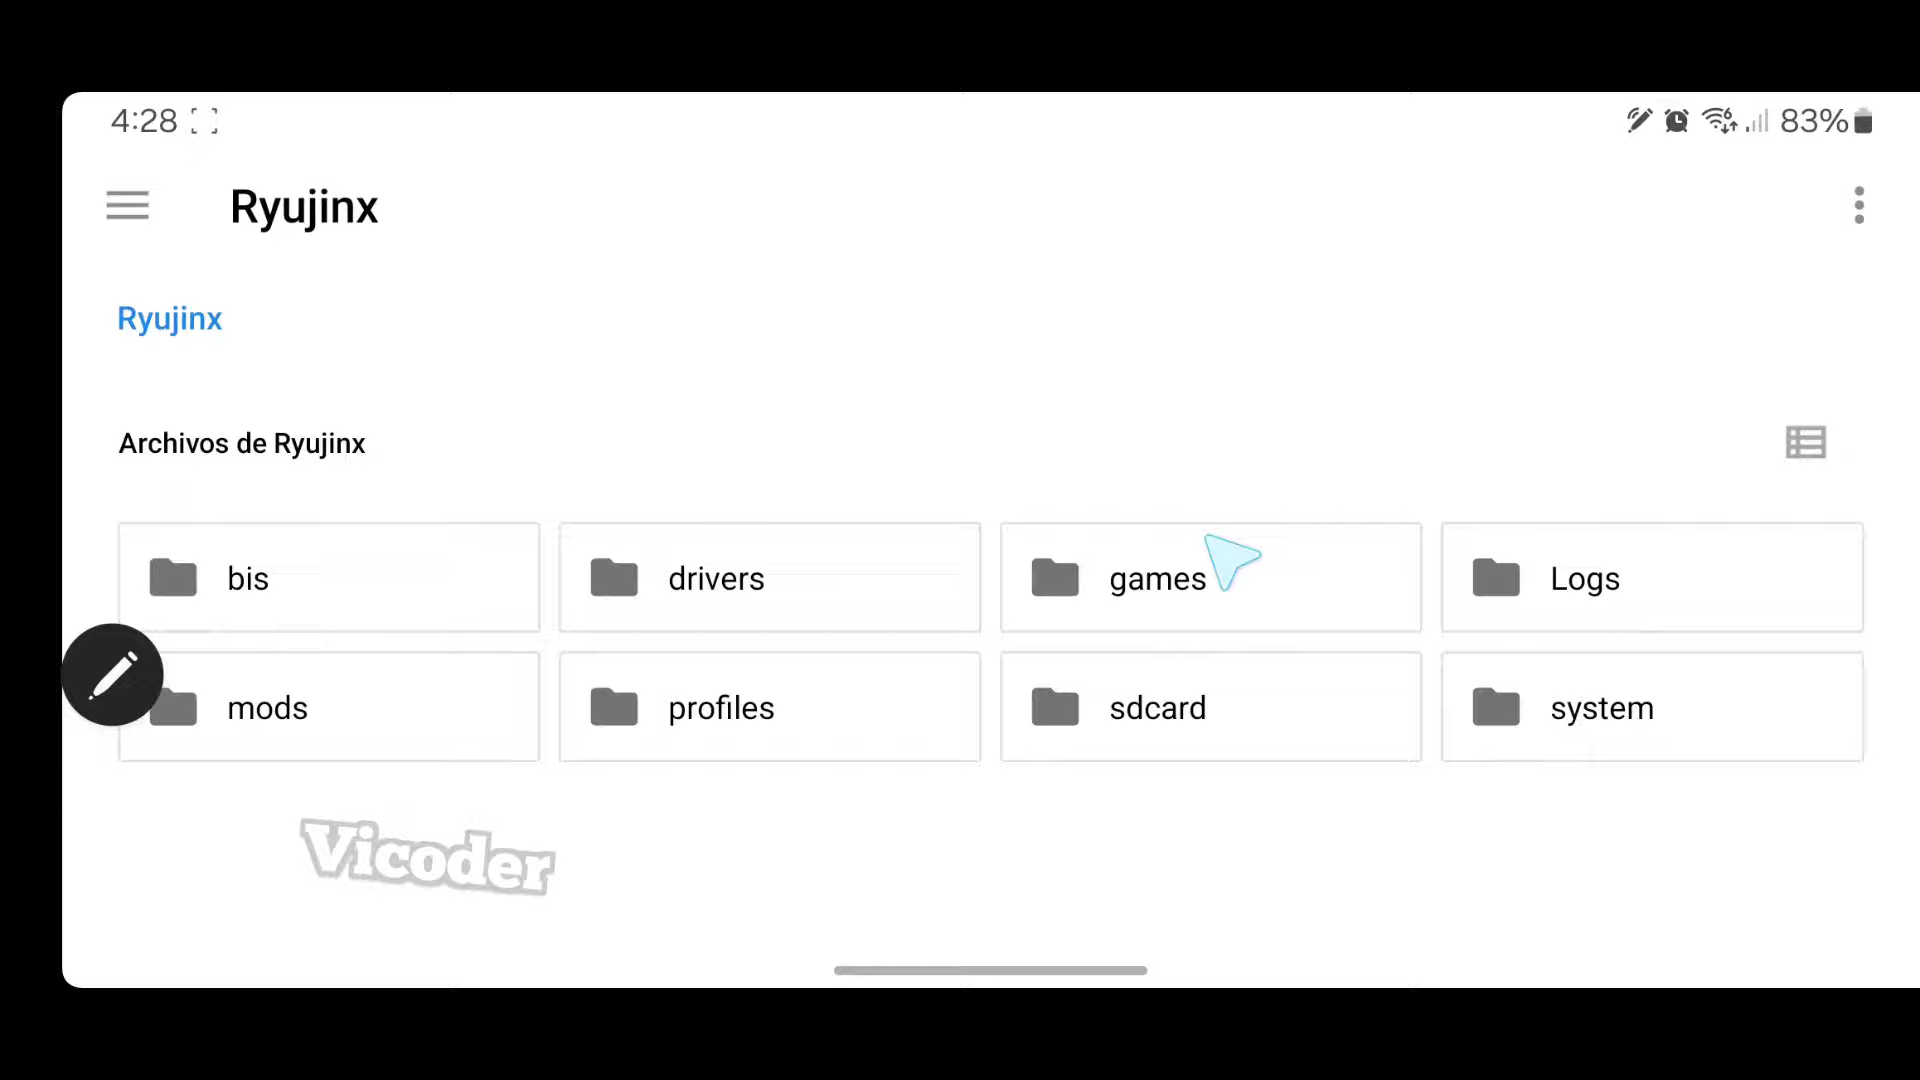 4:28
83%
Ryujinx
Ryujinx
Archivos de Ryujinx
bis
drivers
games
Logs
mods
profiles
sdcard
system
Vicoder